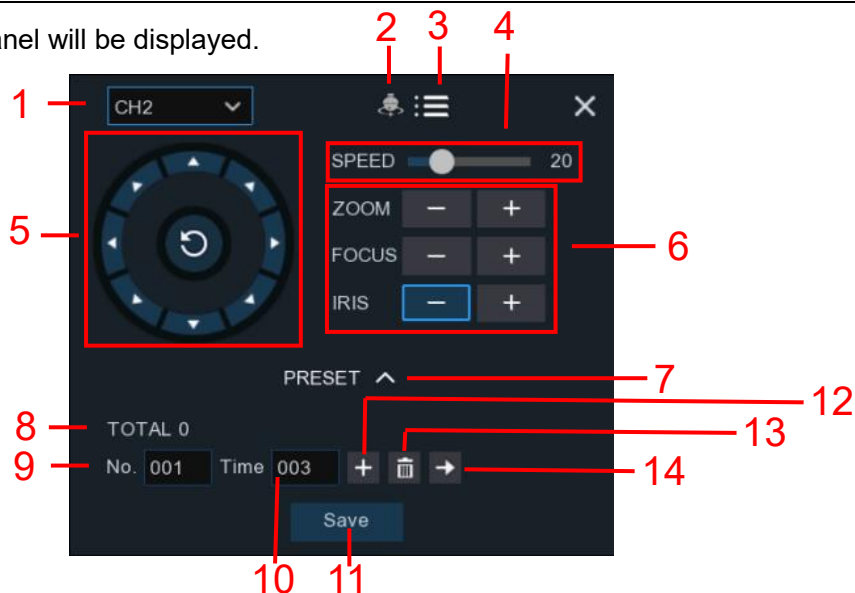 anel will be displayed.
2 3 4
1 CH2
SPEED 20
ZOOM − +
5 FOCUS − + 6
IRIS − +
PRESET 7
12
8 TOTAL 0 13
9 No. 001 Time 003 + 14
Save
10 11